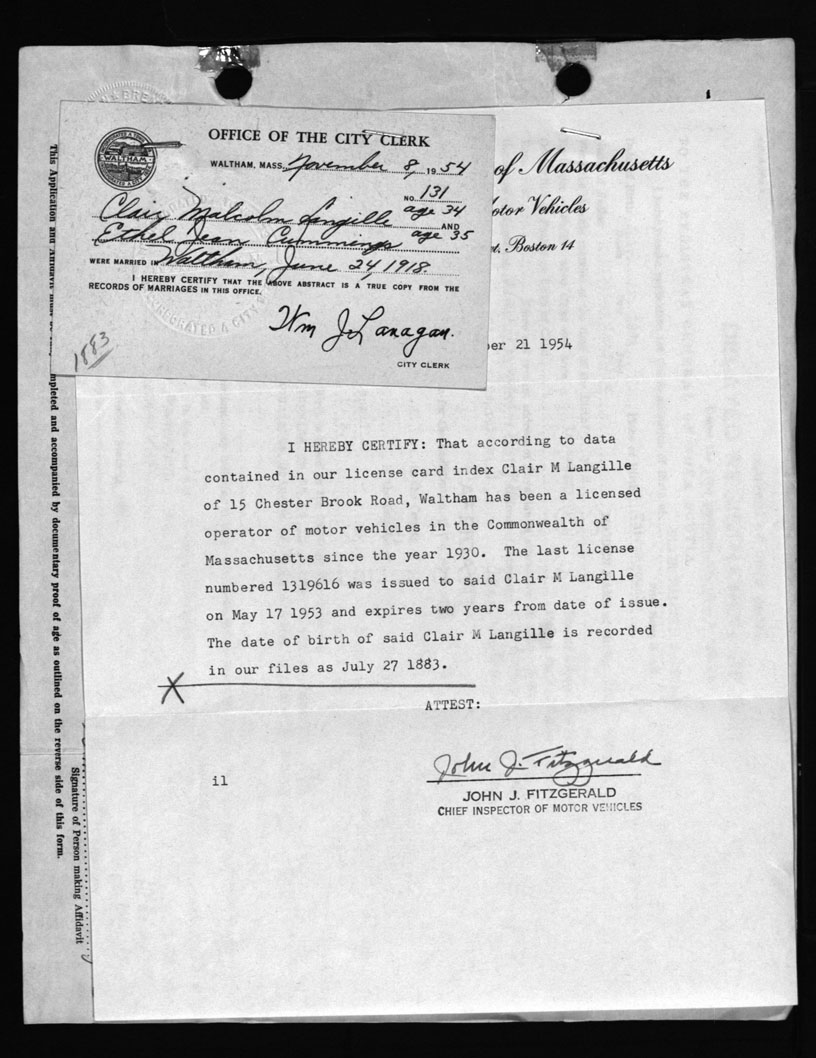 OFFICE OF THE CITY CLERK
WALTHAM, MASS. November 8, 1954
NO. 131
Clair Malcolm Langille age 34
AND
Ethel Jean Cummings age 35
WERE MARRIED IN Waltham, June 24, 1918.
I HEREBY CERTIFY THAT THE ABOVE ABSTRACT IS A TRUE COPY FROM THE
RECORDS OF MARRIAGES IN THIS OFFICE.
Wm J. Lanagan.
CITY CLERK
1883
WALTHAM
of Massachusetts
Motor Vehicles
Boston 14
21 1954
I HEREBY CERTIFY: That according to data
contained in our license card index Clair M Langille
of 15 Chester Brook Road, Waltham has been a licensed
operator of motor vehicles in the Commonwealth of
Massachusetts since the year 1930. The last license
numbered 1319616 was issued to said Clair M Langille
on May 17 1953 and expires two years from date of issue.
The date of birth of said Clair M Langille is recorded
in our files as July 27 1883.
X
ATTEST:
John J. Fitzgerald
il
JOHN J. FITZGERALD
CHIEF INSPECTOR OF MOTOR VEHICLES
This Application and Affidavit must be completed and accompanied by documentary proof of age as outlined on the reverse side of this form.
Signature of Person making Affidavit